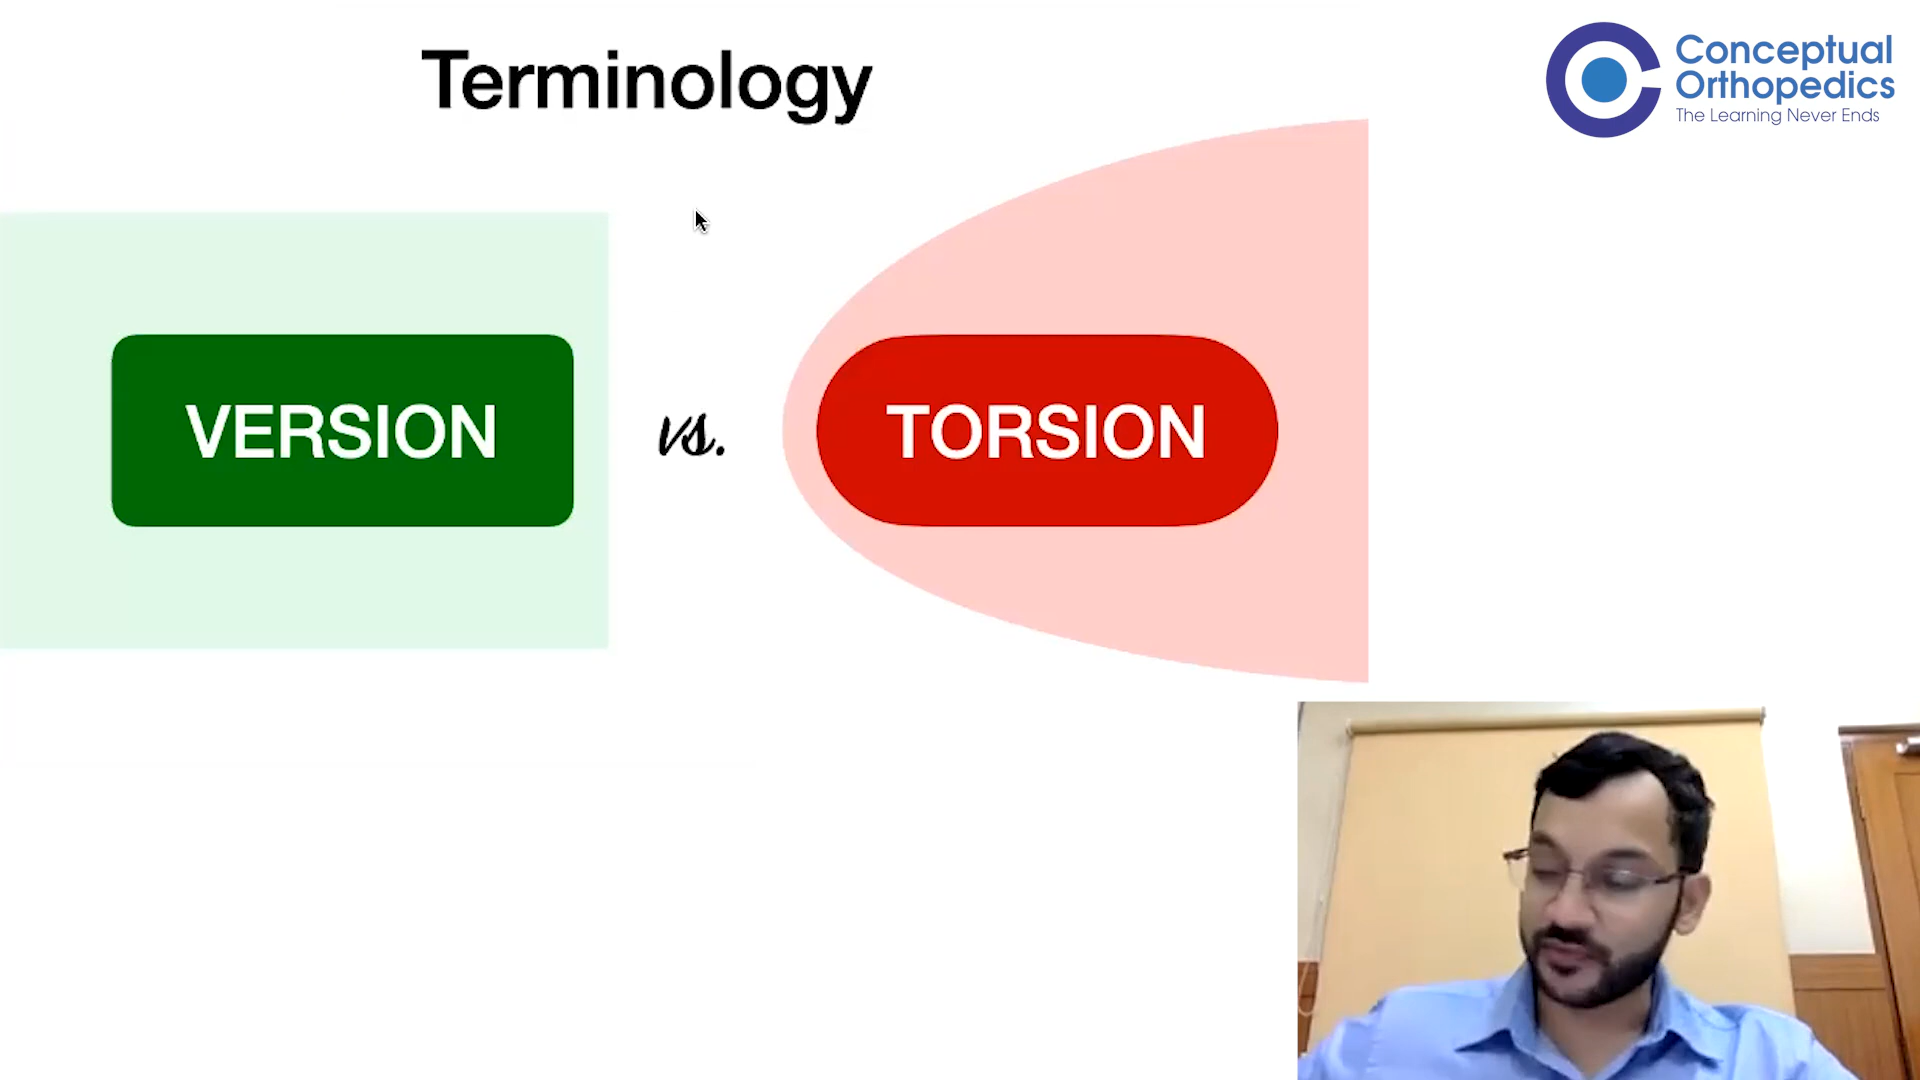 Terminology
Conceptual
Orthopedics
The Learning Never Ends
VERSION
vs.
TORSION